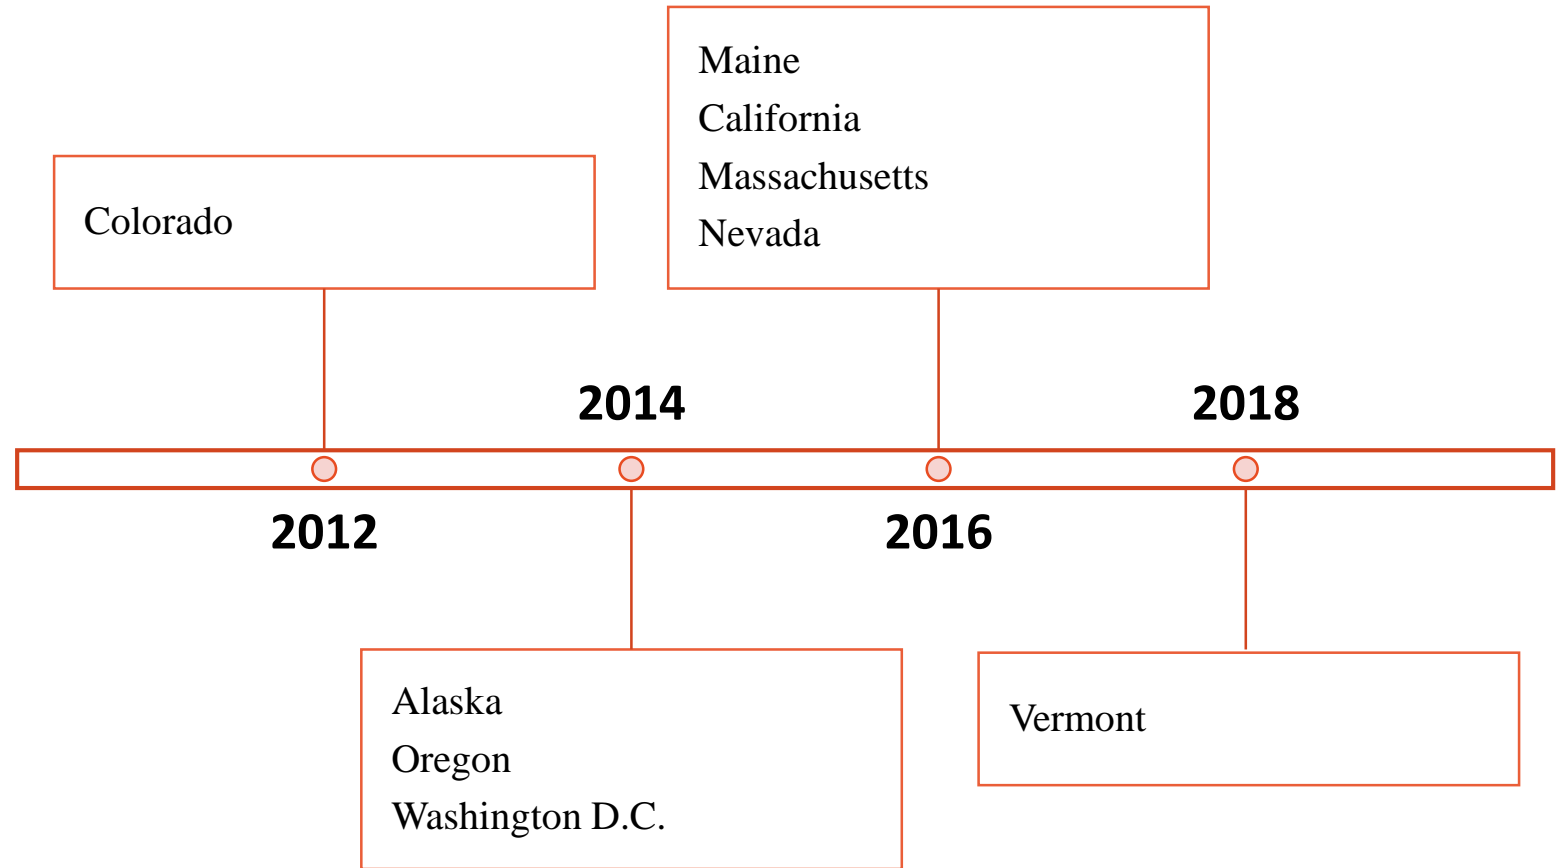 Maine
California
Massachusetts
Nevada
Colorado
2014
2018
2012
2016
Alaska
Oregon
Washington D.C.
Vermont